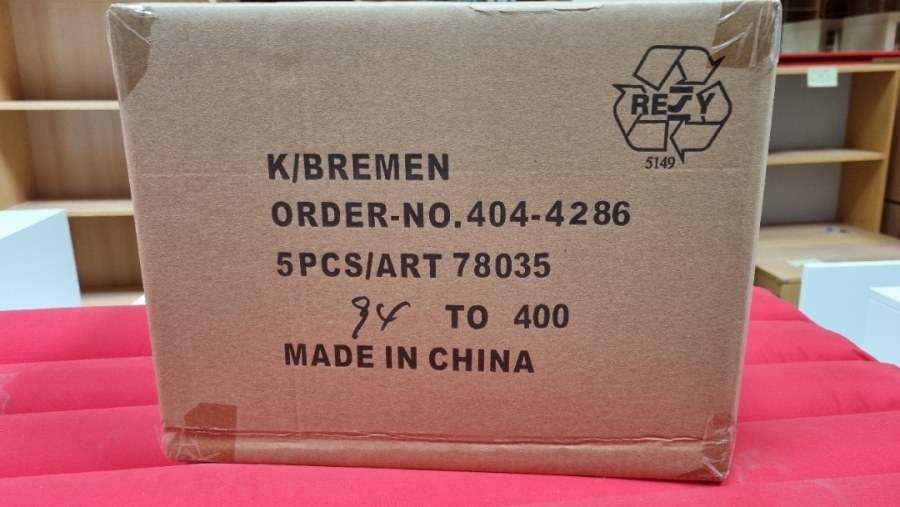 RESY
5149
K/BREMEN
ORDER-NO. 404-4286
5PCS/ART 78035
94 TO 400
MADE IN CHINA